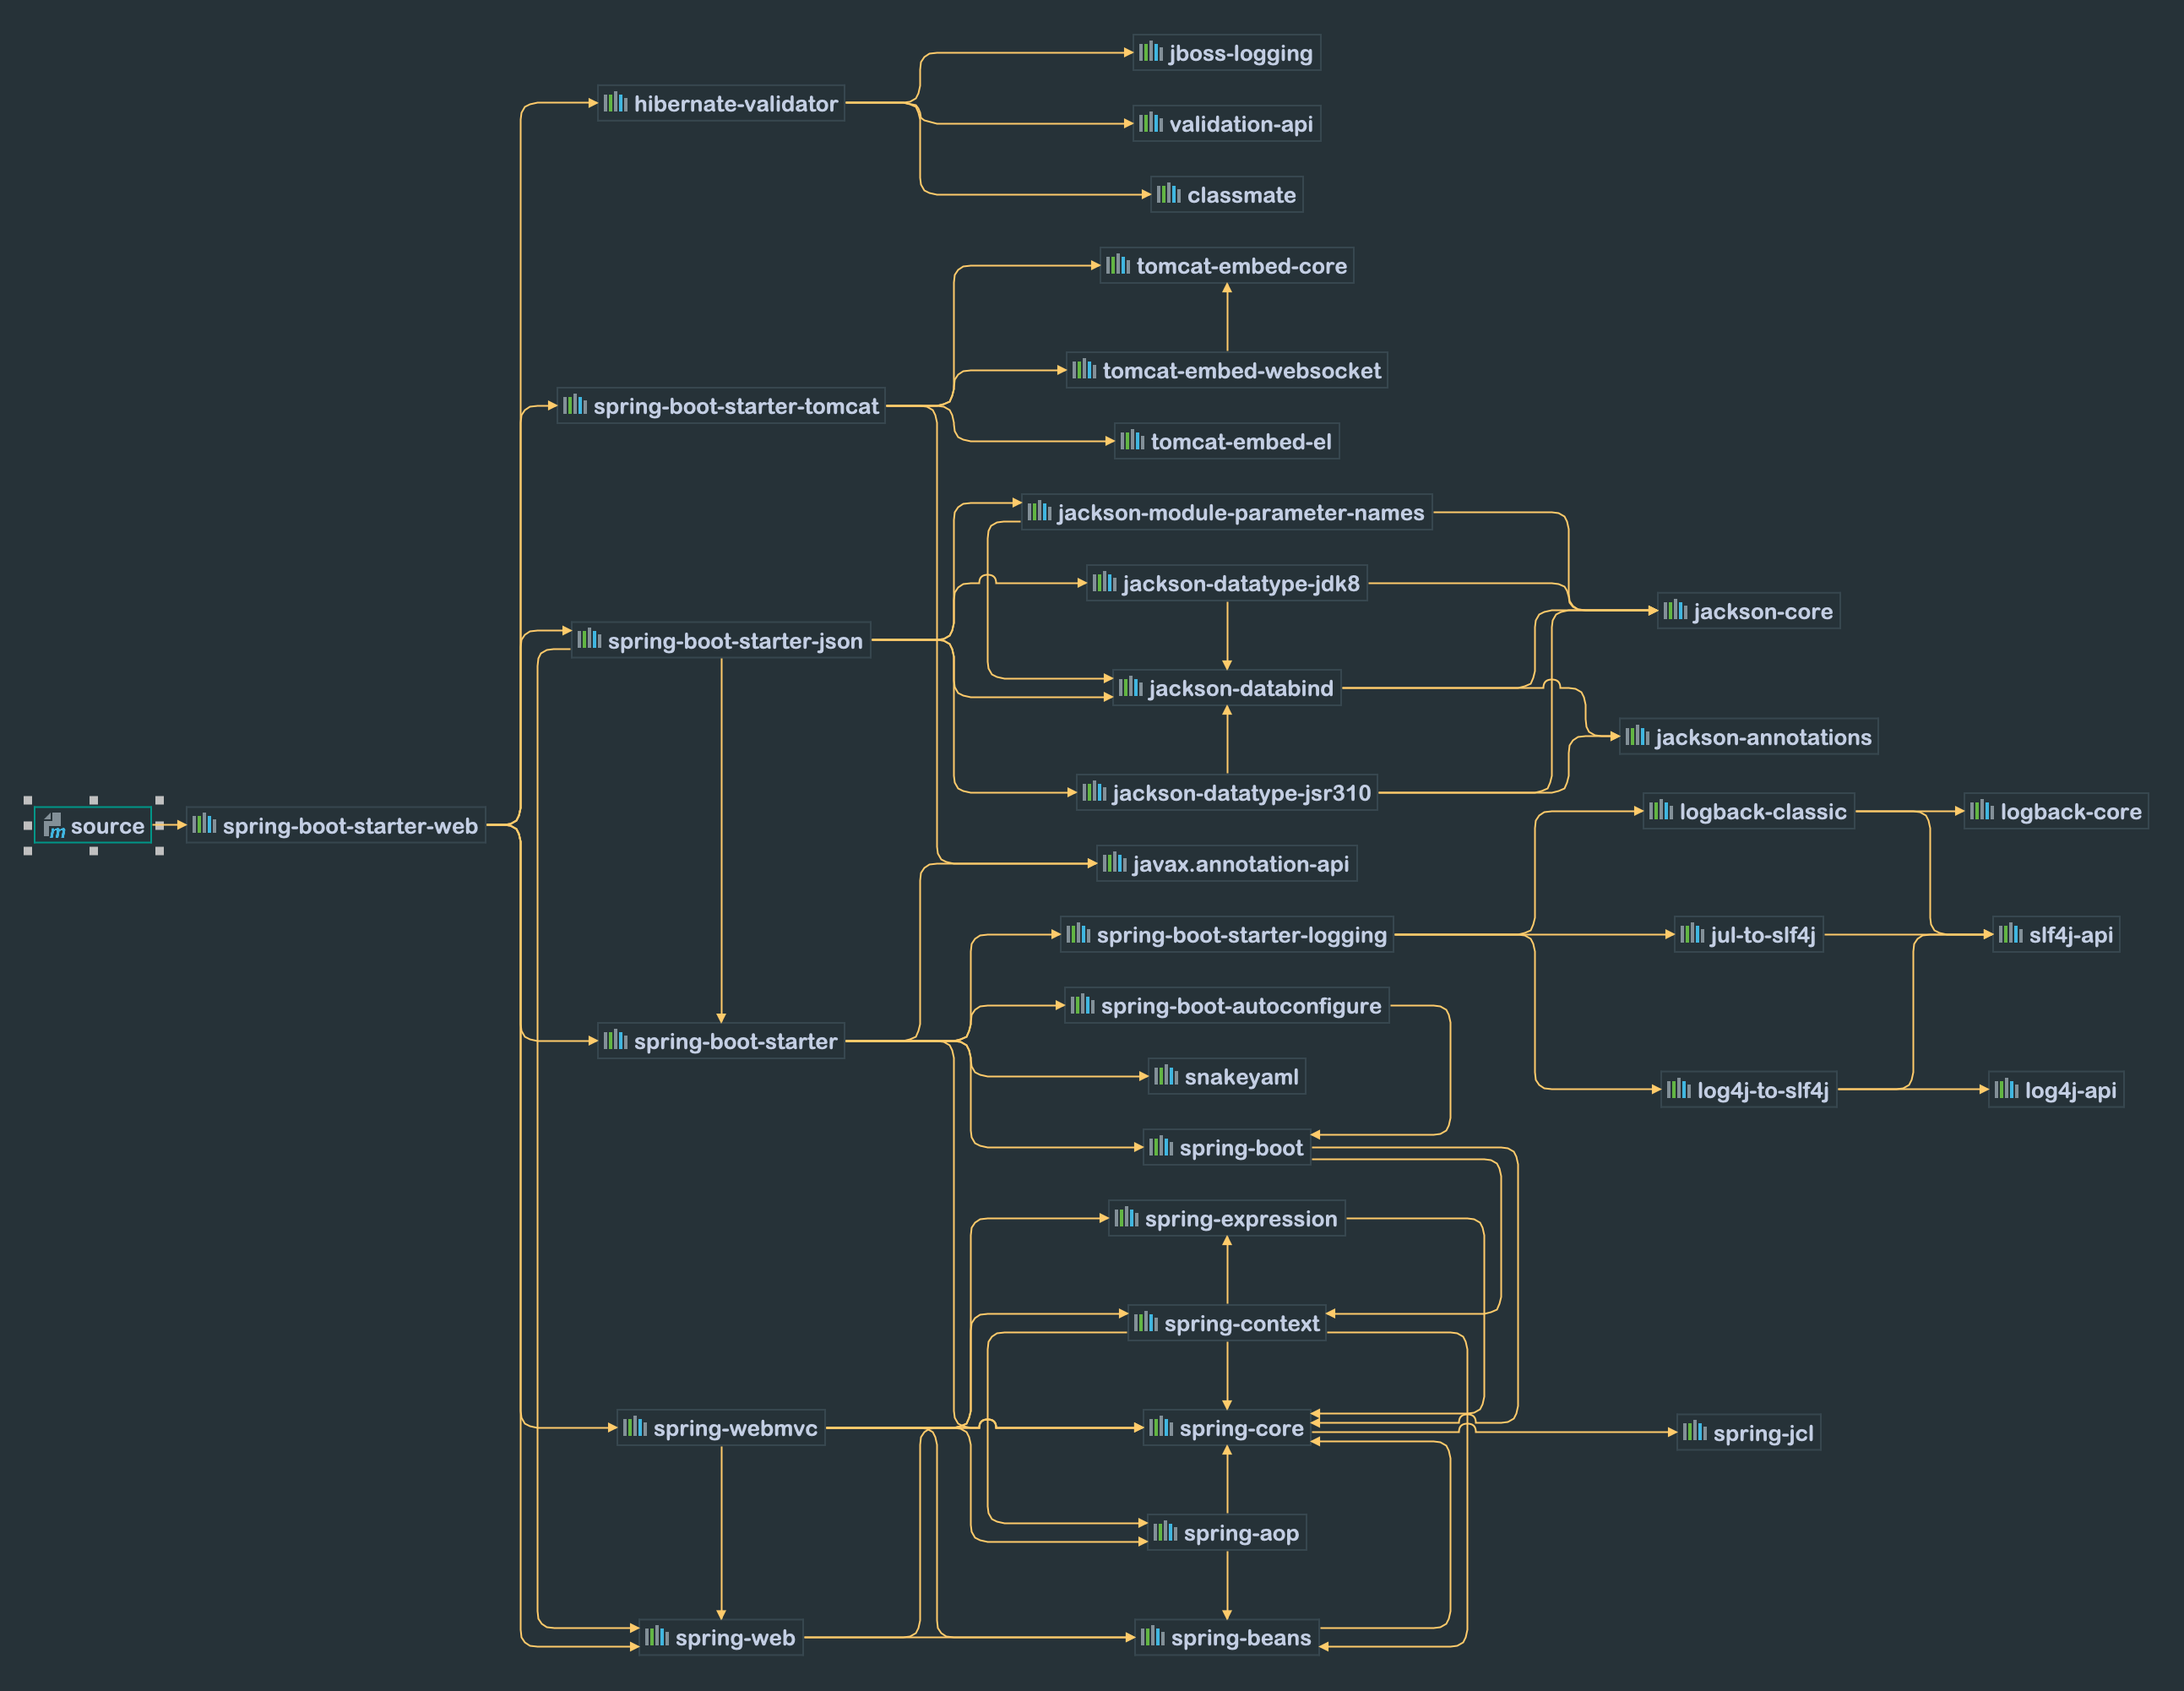 jboss-logging
hibernate-validator
validation-api
classmate
tomcat-embed-core
tomcat-embed-websocket
spring-boot-starter-tomcat
tomcat-embed-el
jackson-module-parameter-names
jackson-datatype-jdk8
jackson-core
spring-boot-starter-json
jackson-databind
jackson-annotations
jackson-datatype-jsr310
source
spring-boot-starter-web
logback-classic
logback-core
javax.annotation-api
spring-boot-starter-logging
jul-to-slf4j
slf4j-api
spring-boot-autoconfigure
spring-boot-starter
snakeyaml
log4j-to-slf4j
log4j-api
spring-boot
spring-expression
spring-context
spring-webmvc
spring-core
spring-jcl
spring-aop
spring-web
spring-beans